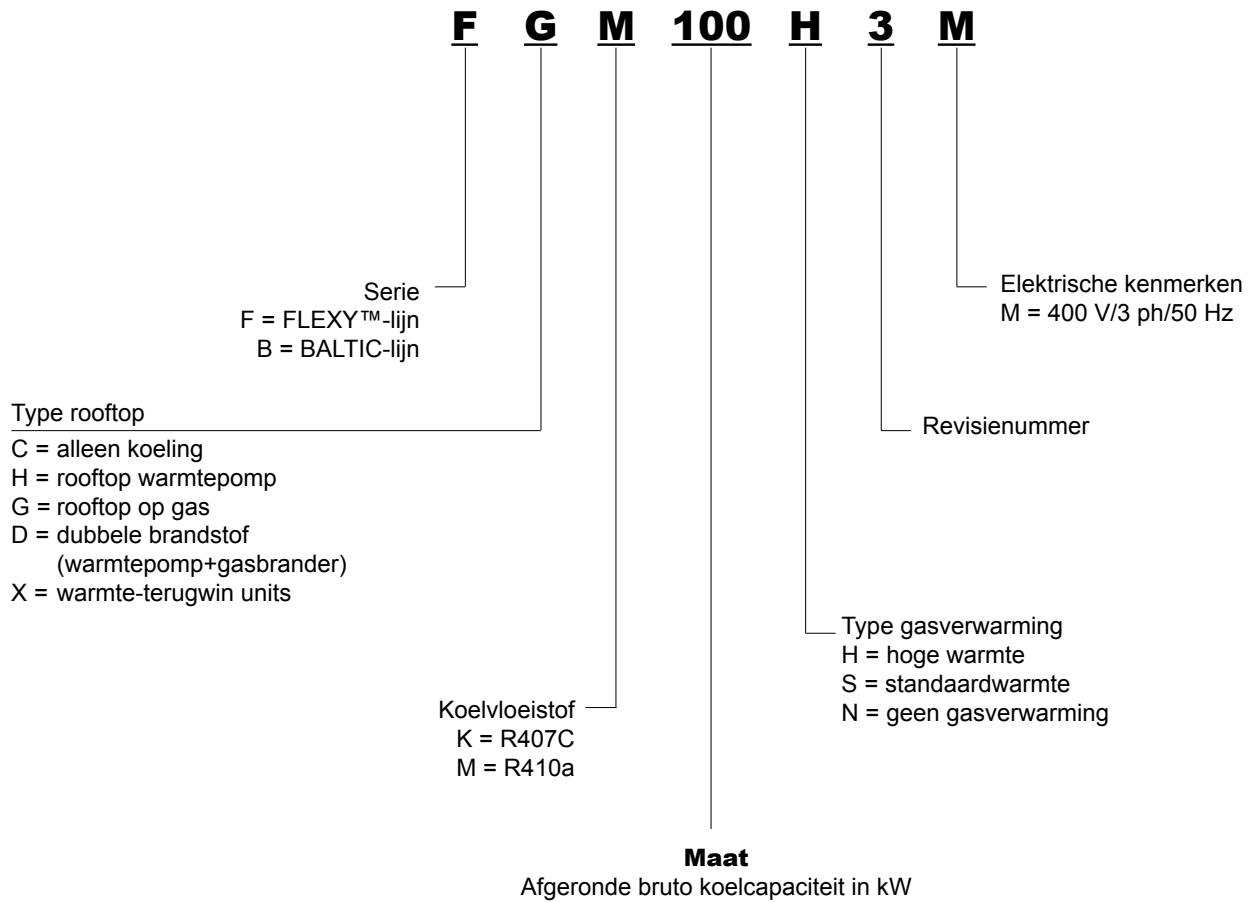 F G M 100 H 3 M
Serie
F = FLEXY™-lijn
B = BALTIC-lijn
Elektrische kenmerken
M = 400 V/3 ph/50 Hz
Type rooftop
C = alleen koeling
H = rooftop warmtepomp
G = rooftop op gas
D = dubbele brandstof
(warmtepomp+gasbrander)
X = warmte-terugwin units
Revisienummer
Type gasverwarming
H = hoge warmte
S = standaardwarmte
N = geen gasverwarming
Koelvloeistof
K = R407C
M = R410a
Maat
Afgeronde bruto koelcapaciteit in kW